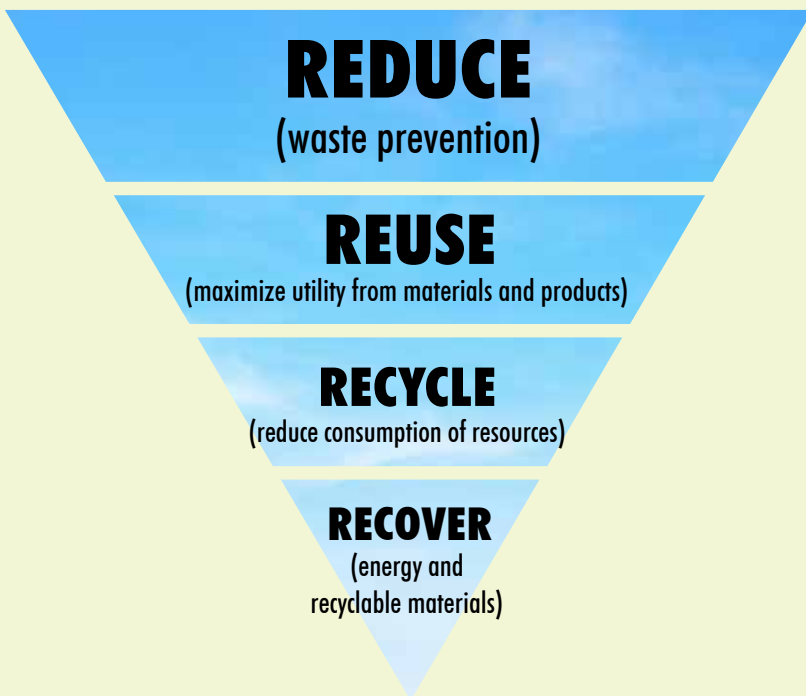 REDUCE
(waste prevention)
REUSE
(maximize utility from materials and products)
RECYCLE
(reduce consumption of resources)
RECOVER
(energy and
recyclable materials)